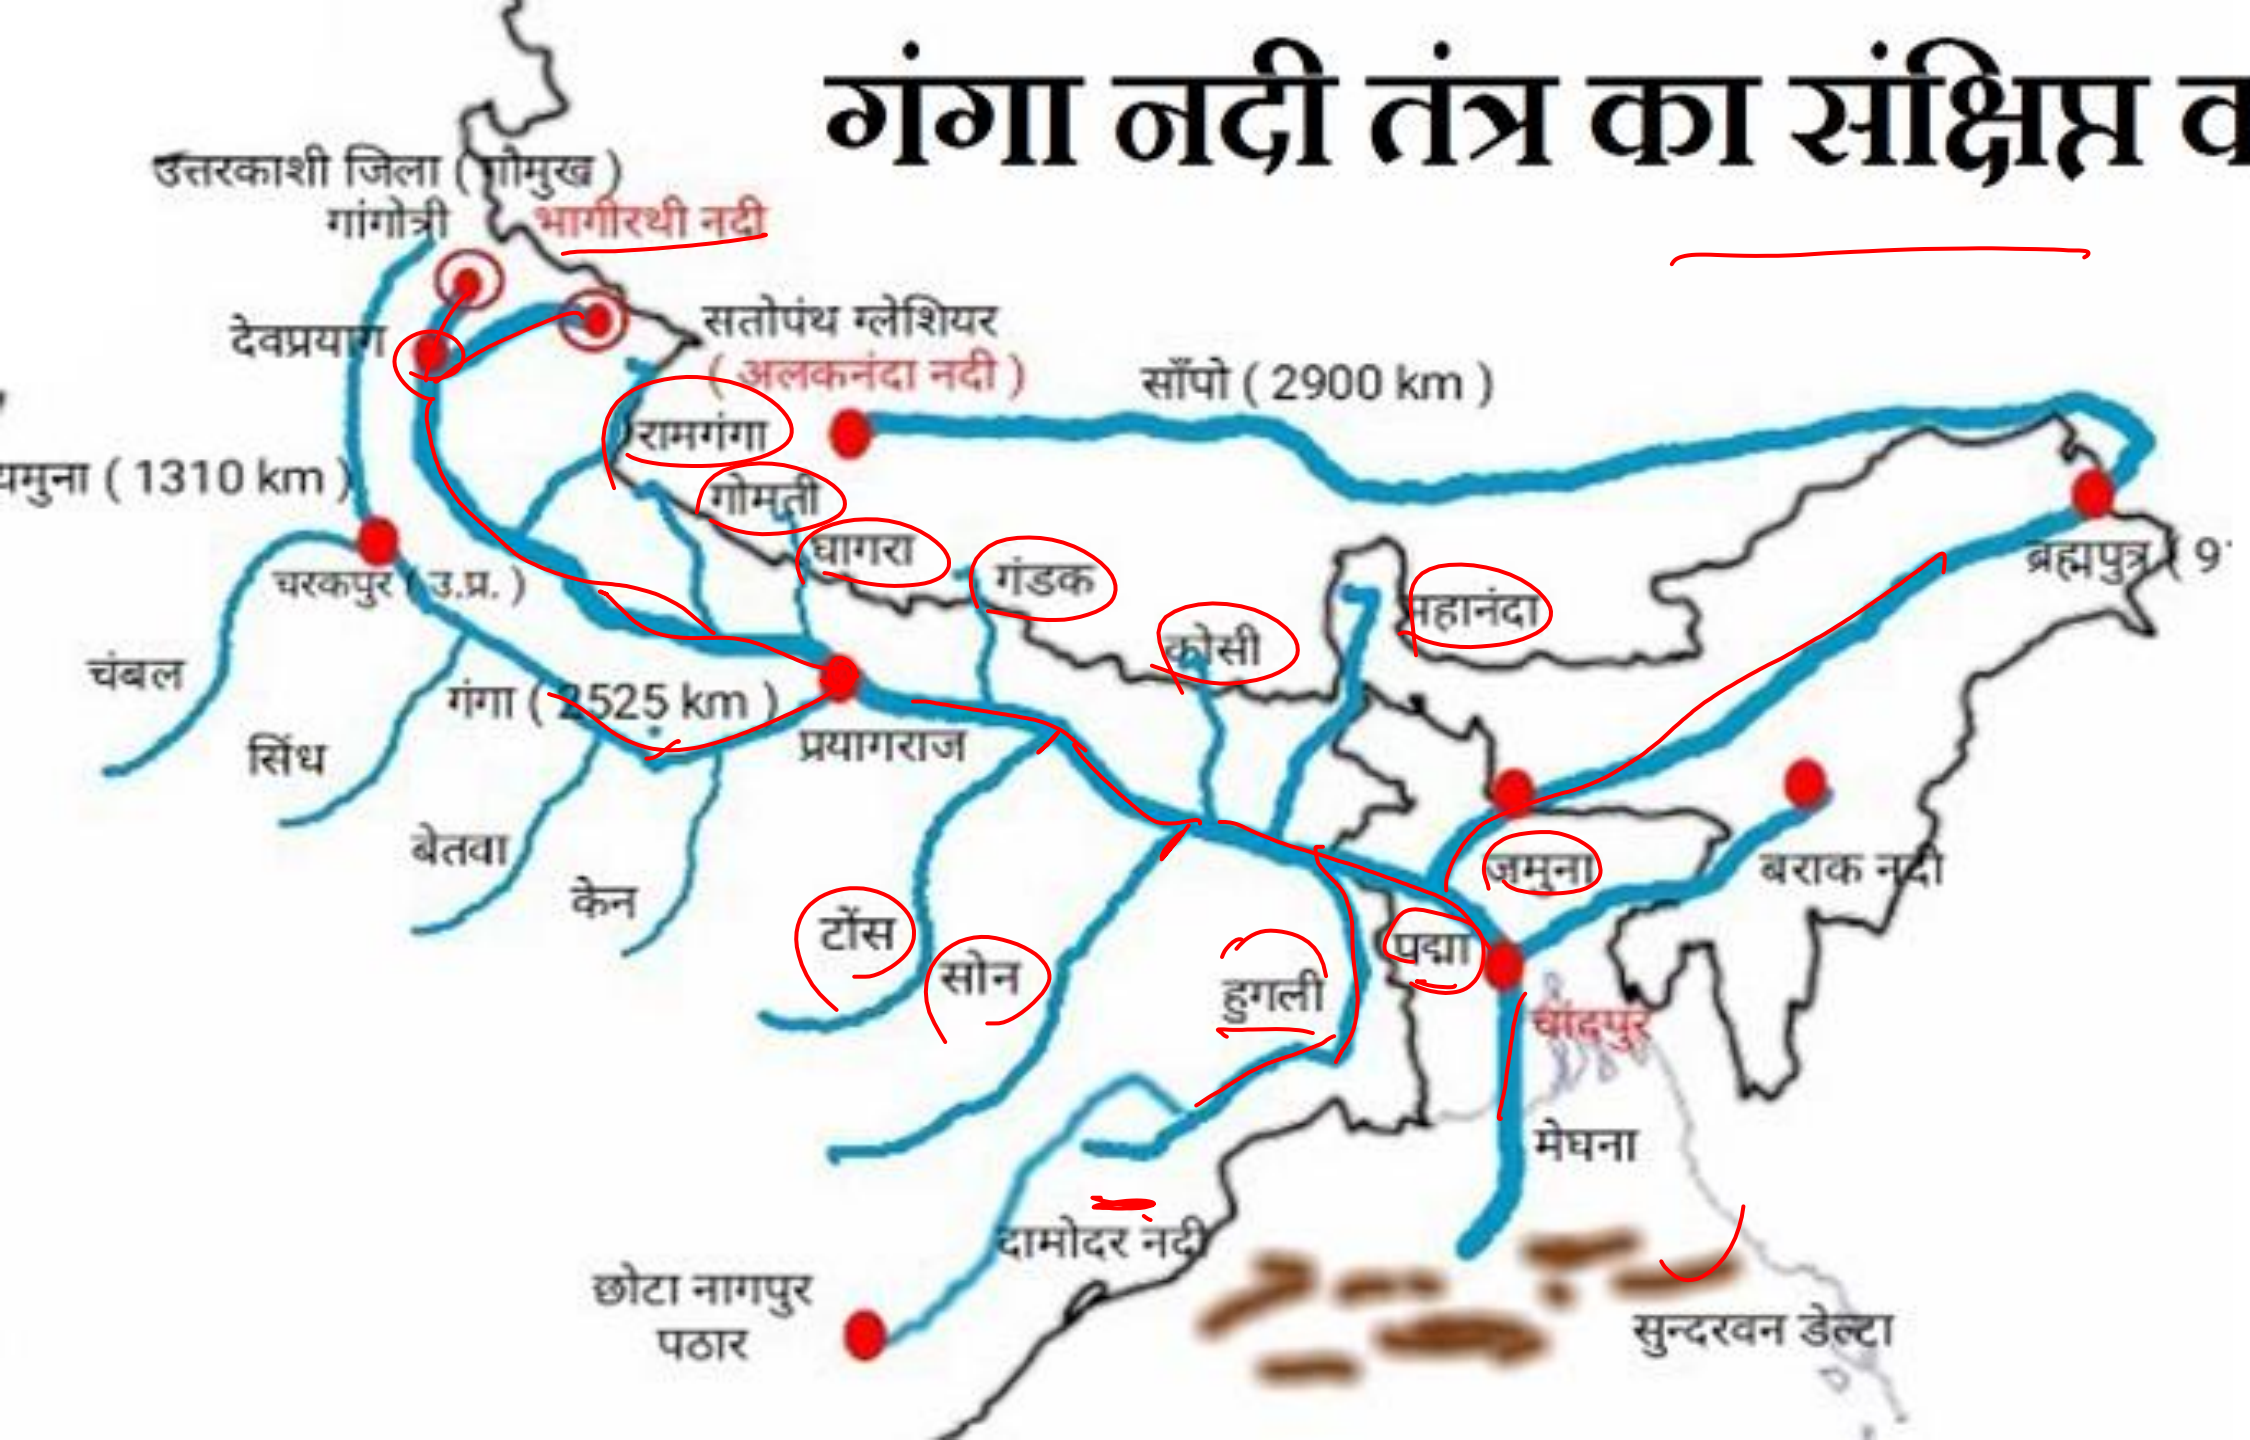 गंगा नदी तंत्र का संक्षिप्त
उत्तरकाशी जिला ( गोमुख )
गांगोत्री
भागीरथी नदी
देवप्रयाग
सतोपंथ ग्लेशियर
( अलकनंदा नदी )
साँपो ( 2900 km )
रामगंगा
यमुना ( 1310 km )
गोमती
घागरा
गंडक
ब्रह्मपुत्र ( 9
चरकपुर ( उ.प्र. )
महानंदा
कोसी
चंबल
गंगा ( 2525 km )
सिंध
प्रयागराज
बेतवा
जमुना
बराक नदी
केन
टोंस
सोन
पद्मा
हुगली
चांदपुर
मेघना
दामोदर नदी
छोटा नागपुर
पठार
सुन्दरवन डेल्टा